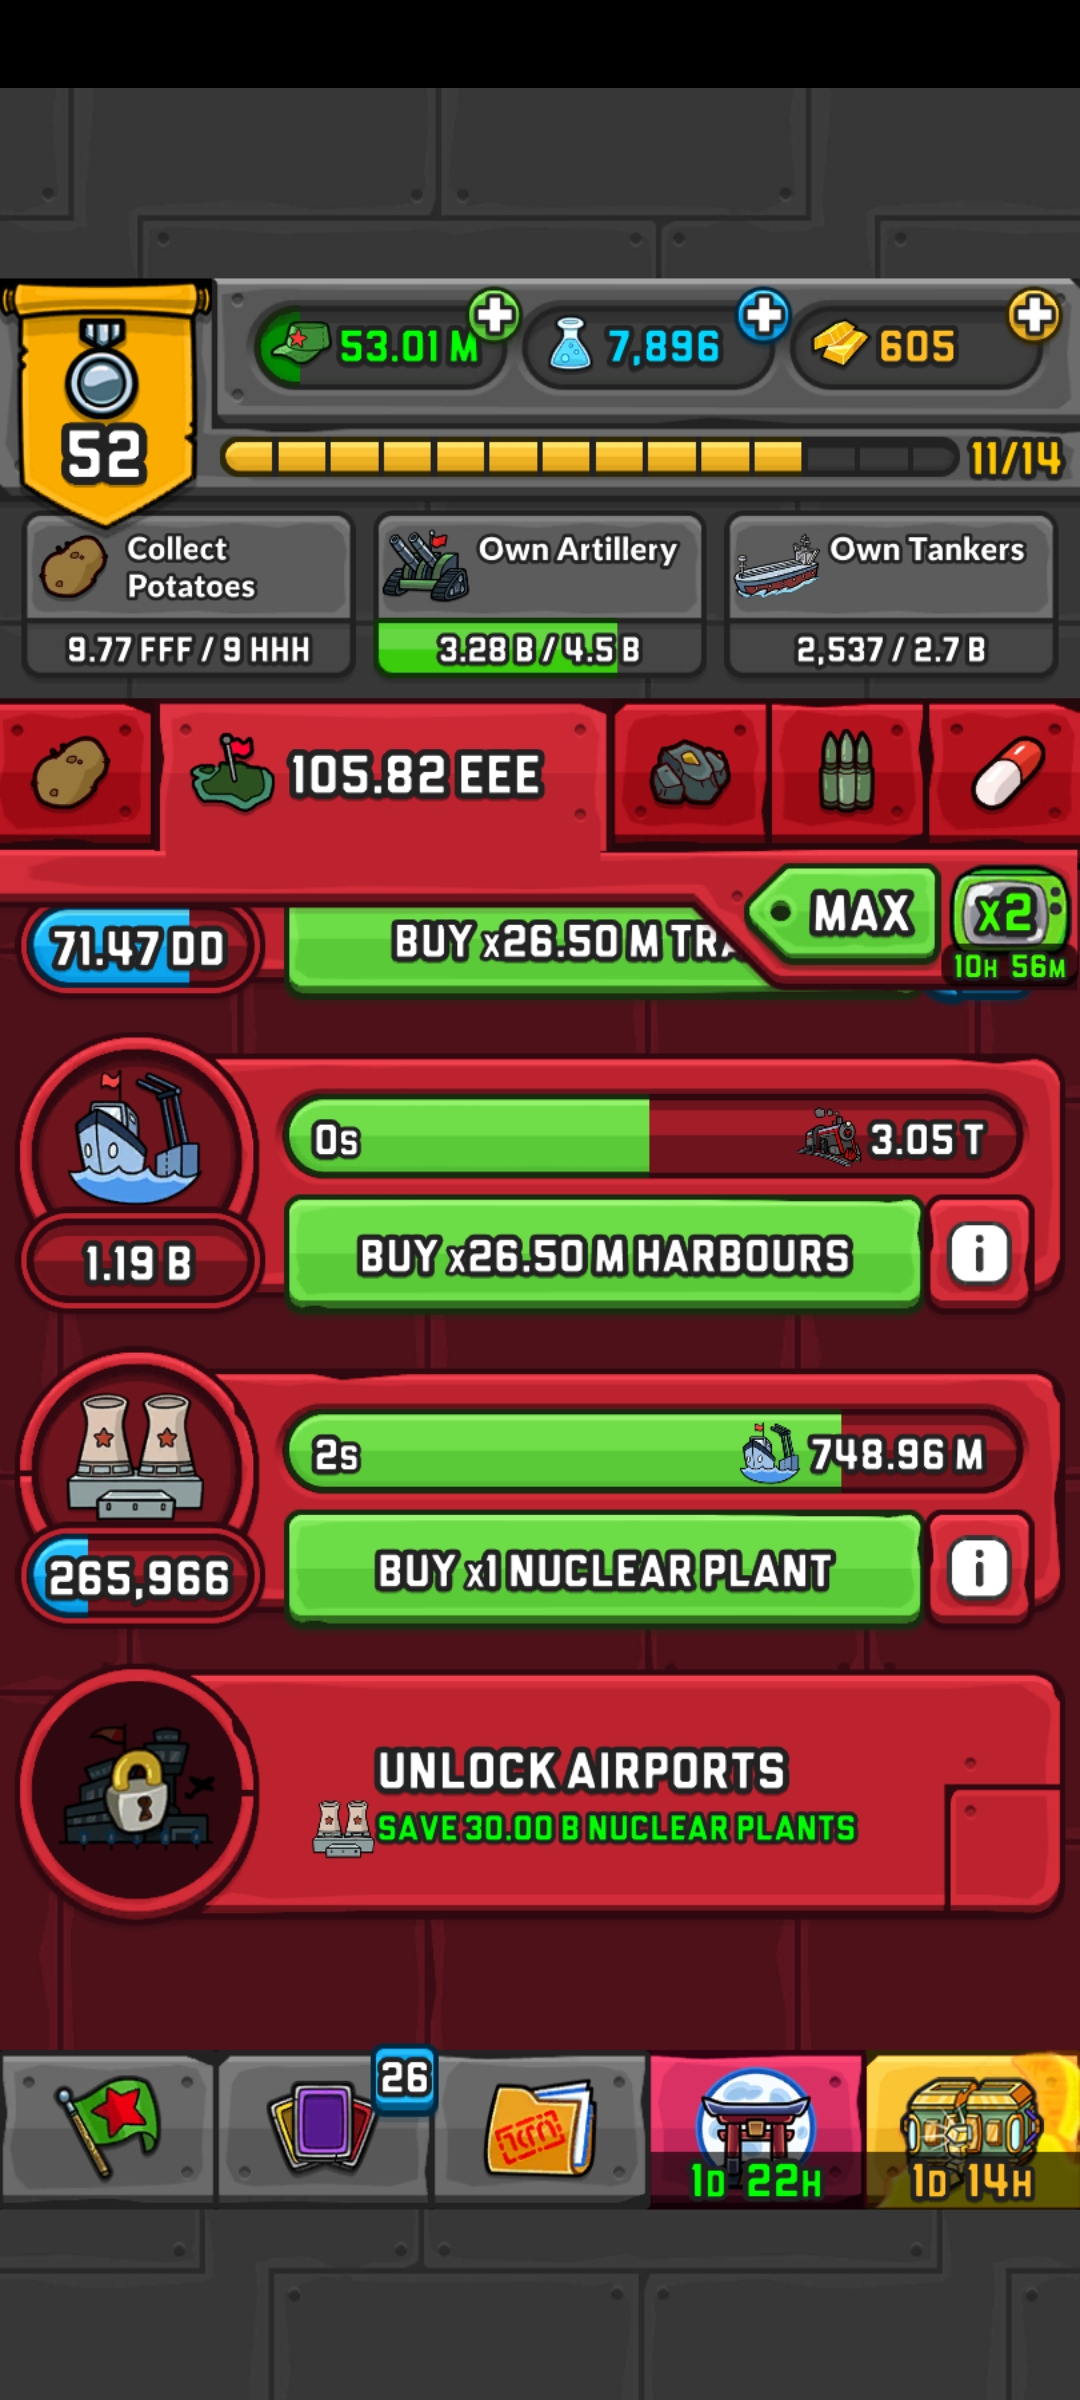 53.01 M
7,896
605
52
11/14
Collect
Potatoes
9.77 FFF / 9 HHH
Own Artillery
3.28 B / 4.5 B
Own Tankers
2,537 / 2.7 B
105.82 EEE
MAX
x2
10H 56M
71.47 DD
BUY x26.50 M
0s
3.05 T
1.19 B
BUY x26.50 M HARBOURS
i
2s
748.96 M
265,966
BUY x1 NUCLEAR PLANT
i
UNLOCK AIRPORTS
SAVE 30.00 B NUCLEAR PLANTS
26
1D 22H
1D 14H